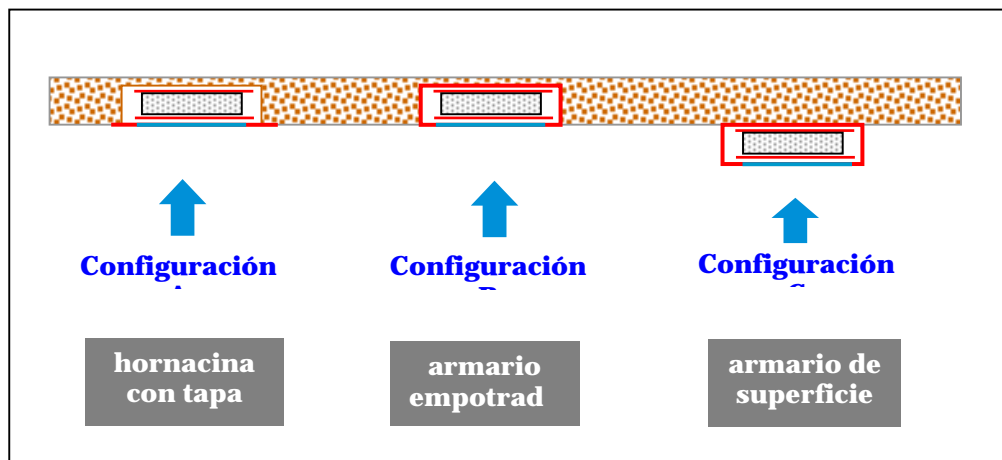 Configuración
Configuración
Configuración
hornacina
con tapa
armario
empotrad
armario de
superficie